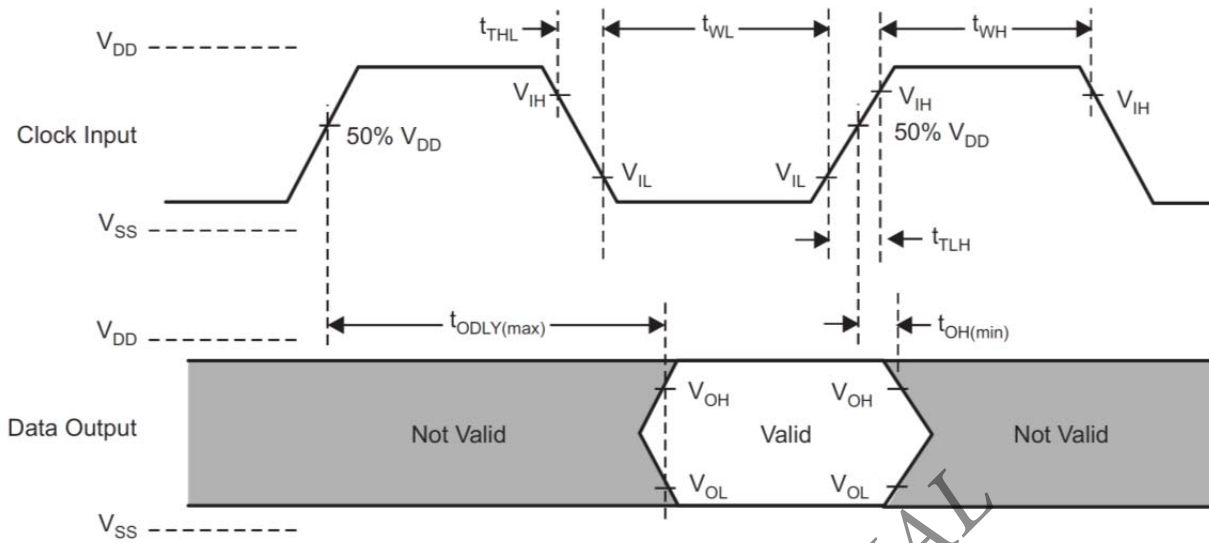 V_DD
t_THL
t_WL
t_WH
V_IH
V_IH
V_IH
Clock Input
50% V_DD
50% V_DD
V_IL
V_IL
V_SS
t_TLH
V_DD
t_ODLY(max)
t_OH(min)
V_OH
V_OH
Data Output
Not Valid
Valid
Not Valid
V_OL
V_OL
V_SS